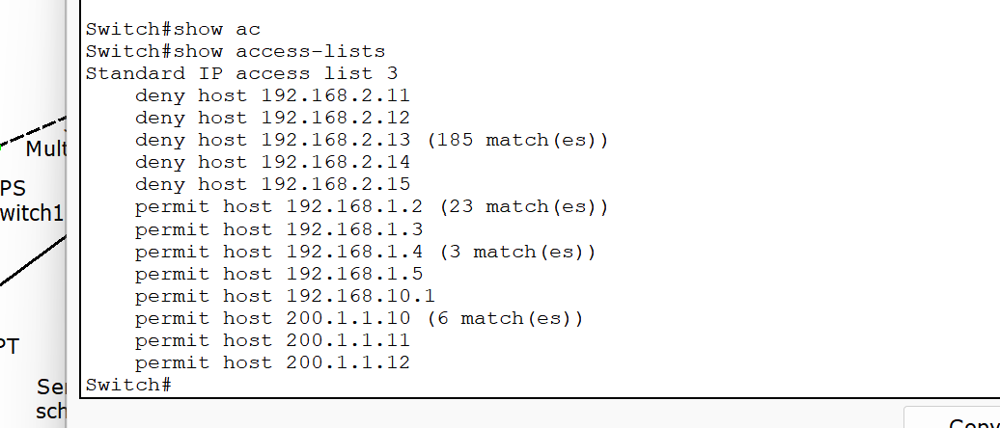 Switch#show ac
Switch#show access-lists
Standard IP access list 3
deny host 192.168.2.11
deny host 192.168.2.12
deny host 192.168.2.13 (185 match(es))
deny host 192.168.2.14
deny host 192.168.2.15
permit host 192.168.1.2 (23 match(es))
permit host 192.168.1.3
permit host 192.168.1.4 (3 match(es))
permit host 192.168.1.5
permit host 192.168.10.1
permit host 200.1.1.10 (6 match(es))
permit host 200.1.1.11
permit host 200.1.1.12
Switch#
Mult
PS
witch1
PT
Se
sch
Copy